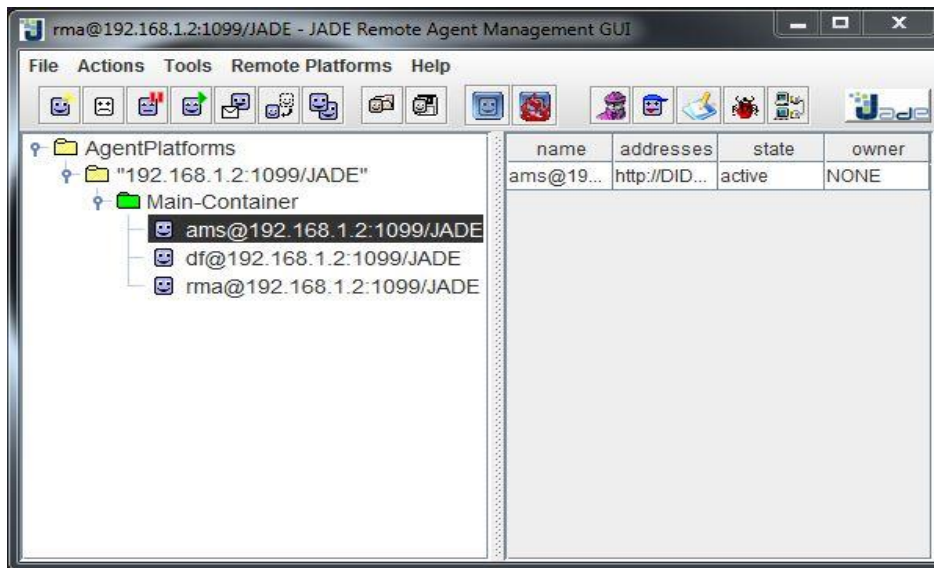 rma@192.168.1.2:1099/JADE - JADE Remote Agent Management GUI
File Actions Tools Remote Platforms Help
Jade
AgentPlatforms
"192.168.1.2:1099/JADE"
Main-Container
ams@192.168.1.2:1099/JADE
df@192.168.1.2:1099/JADE
rma@192.168.1.2:1099/JADE
name addresses state owner
ams@19... http://DID... active NONE